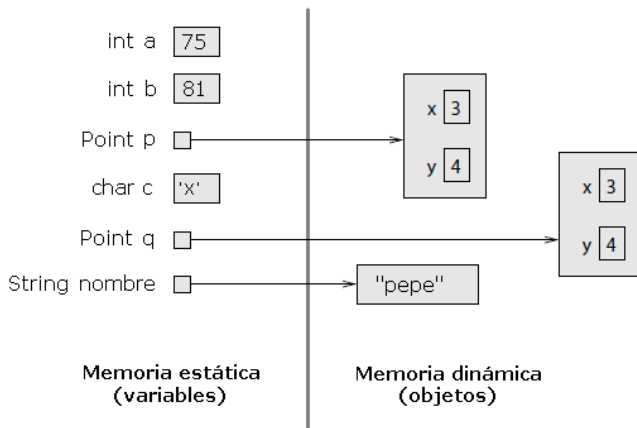 int a 75
int b 81
x 3
Point p
y 4
char c 'x'
x 3
Point q
y 4
String nombre "pepe"
Memoria estática
(variables)
Memoria dinámica
(objetos)